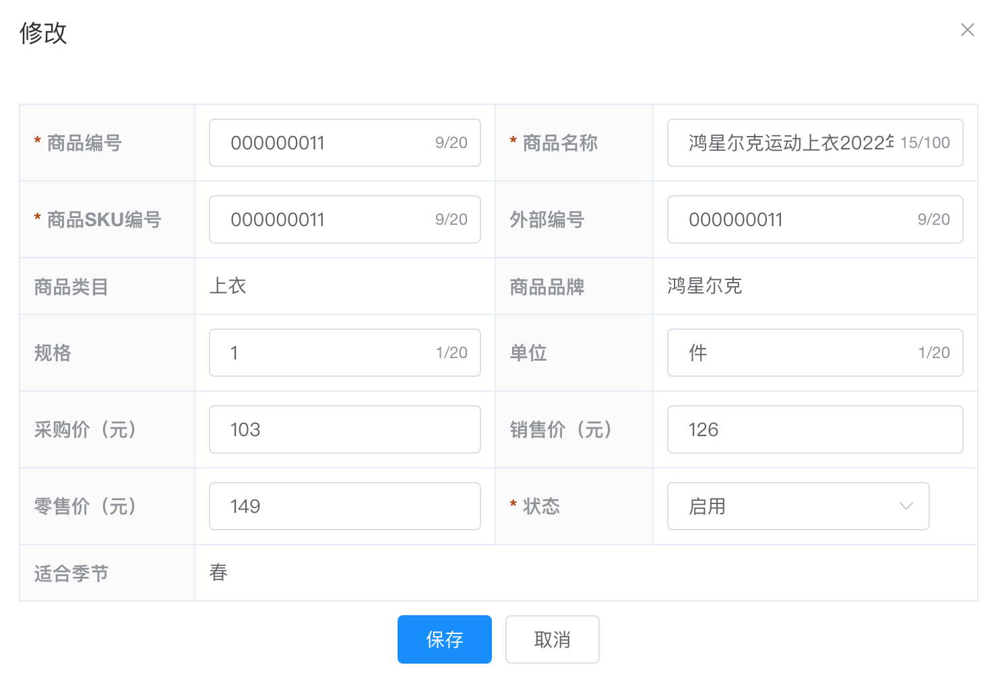 修改
* 商品编号 000000011 9/20 * 商品名称 鸿星尔克运动上衣2022 15/100
* 商品SKU编号 000000011 9/20 外部编号 000000011 9/20
商品类目 上衣 商品品牌 鸿星尔克
规格 1 1/20 单位 件 1/20
采购价（元） 103 销售价（元） 126
零售价（元） 149 * 状态 启用
适合季节 春
保存 取消